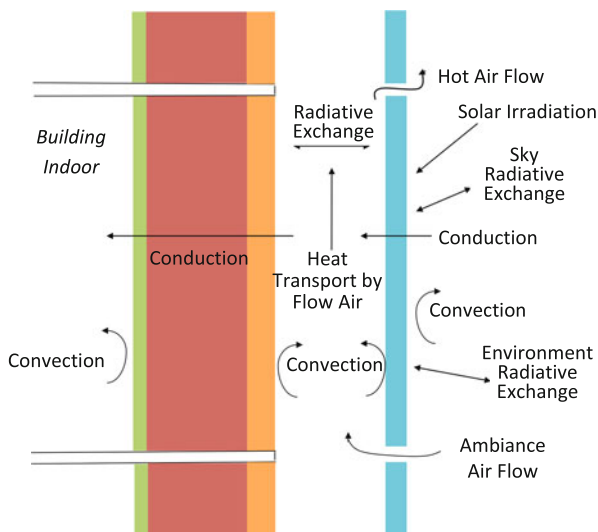 Hot Air Flow
Radiative
Exchange
Solar Irradiation
Building
Indoor
Sky
Radiative
Exchange
Conduction
Conduction
Heat
Transport by
Flow Air
Convection
Convection
Convection
Environment
Radiative
Exchange
Ambiance
Air Flow